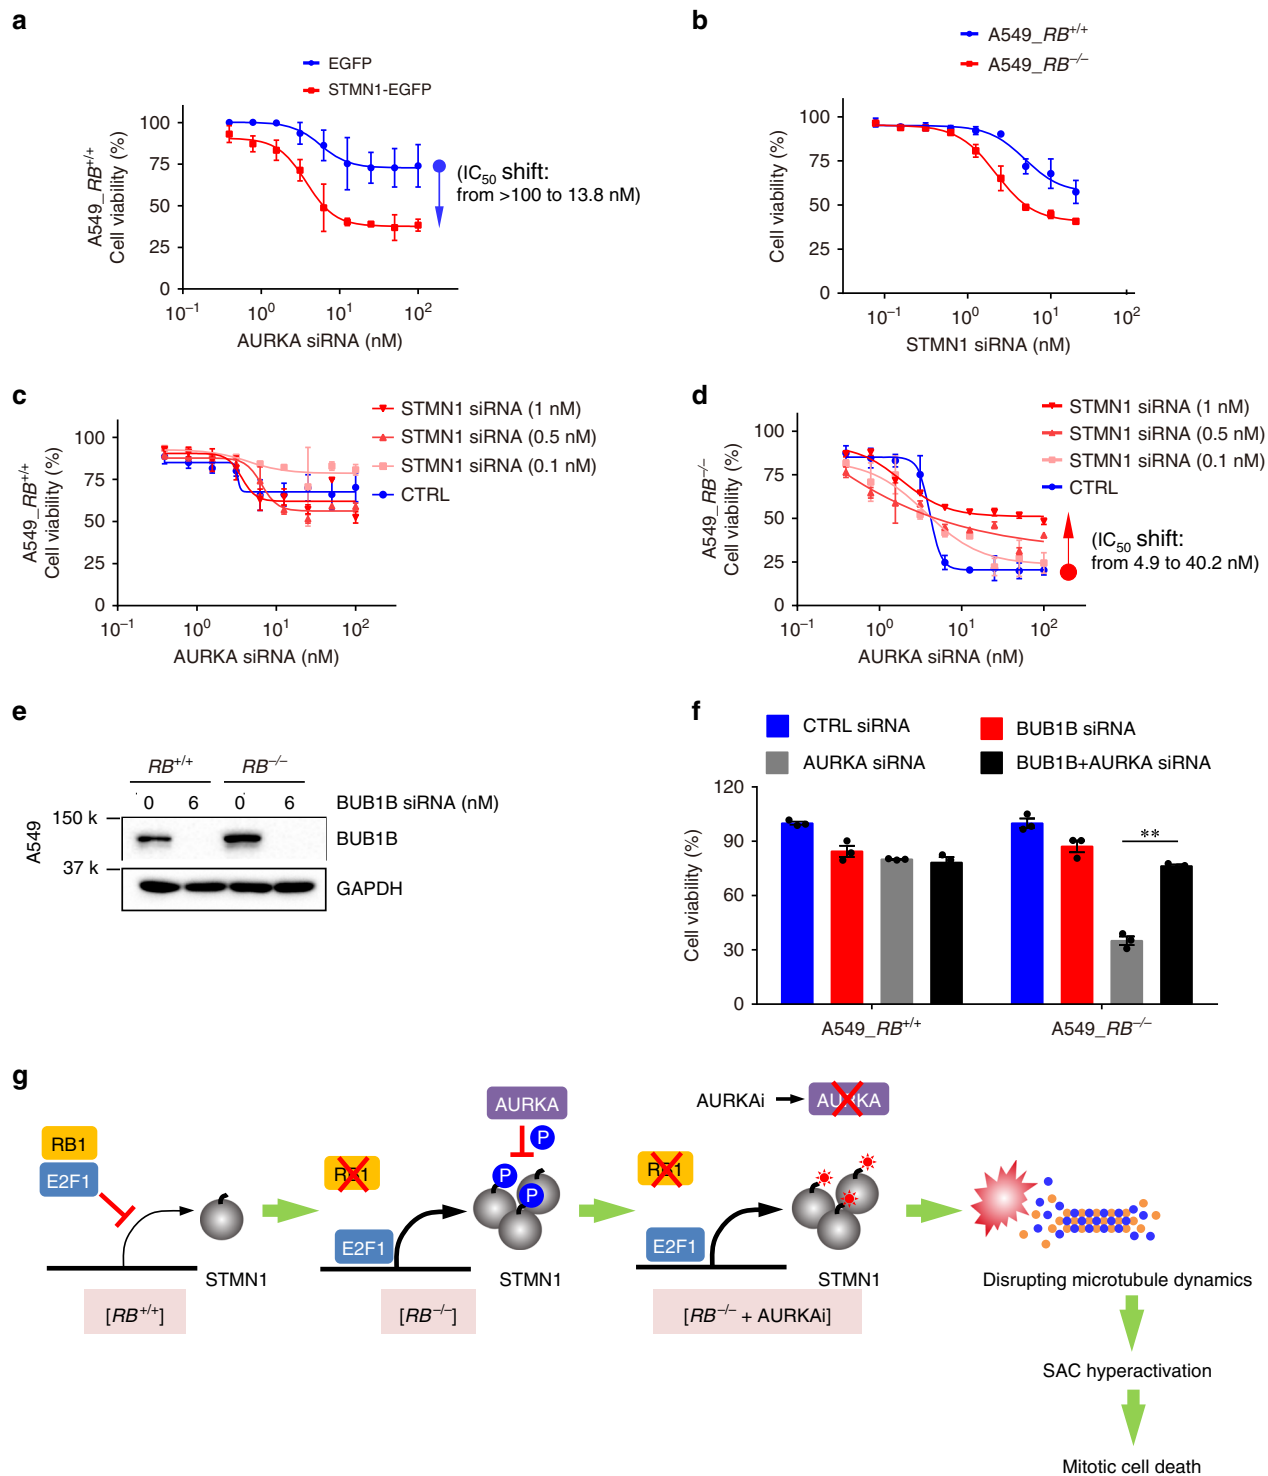 a
EGFP
STMN1-EGFP
A549_RB+/+
Cell viability (%)
100
75
50
25
0
10−1
100
101
102
AURKA siRNA (nM)
(IC50 shift:
from >100 to 13.8 nM)
b
A549_RB+/+
A549_RB−/−
Cell viability (%)
100
75
50
25
0
10−1
100
101
102
STMN1 siRNA (nM)
c
STMN1 siRNA (1 nM)
STMN1 siRNA (0.5 nM)
STMN1 siRNA (0.1 nM)
CTRL
A549_RB+/+
Cell viability (%)
100
75
50
25
0
10−1
100
101
102
AURKA siRNA (nM)
d
STMN1 siRNA (1 nM)
STMN1 siRNA (0.5 nM)
STMN1 siRNA (0.1 nM)
CTRL
A549_RB−/−
Cell viability (%)
100
75
50
25
0
10−1
100
101
102
AURKA siRNA (nM)
(IC50 shift:
from 4.9 to 40.2 nM)
e
RB+/+ RB−/−
0 6 0 6 BUB1B siRNA (nM)
A549
150 k
BUB1B
37 k
GAPDH
f
CTRL siRNA
BUB1B siRNA
AURKA siRNA
BUB1B+AURKA siRNA
Cell viability (%)
120
90
60
30
0
**
A549_RB+/+
A549_RB−/−
g
RB1
E2F1
STMN1
[RB+/+]
RB1
E2F1
AURKA
P
P
P
STMN1
[RB−/−]
AURKAi
AURKA
RB1
E2F1
STMN1
[RB−/− + AURKAi]
Disrupting microtubule dynamics
SAC hyperactivation
Mitotic cell death